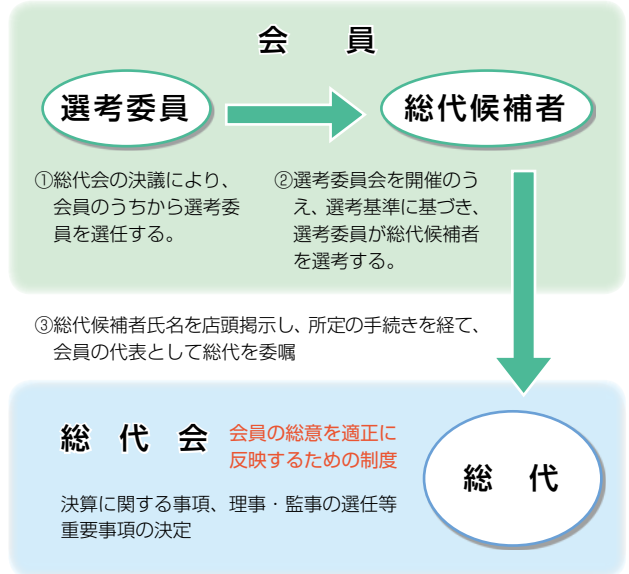 会　員
選考委員
総代候補者
①総代会の決議により、
会員のうちから選考委
員を選任する。
②選考委員会を開催のう
え、選考基準に基づき、
選考委員が総代候補者
を選考する。
③総代候補者氏名を店頭掲示し、所定の手続きを経て、
会員の代表として総代を委嘱
総　代　会
会員の総意を適正に
反映するための制度
決算に関する事項、理事・監事の選任等
重要事項の決定
総　代